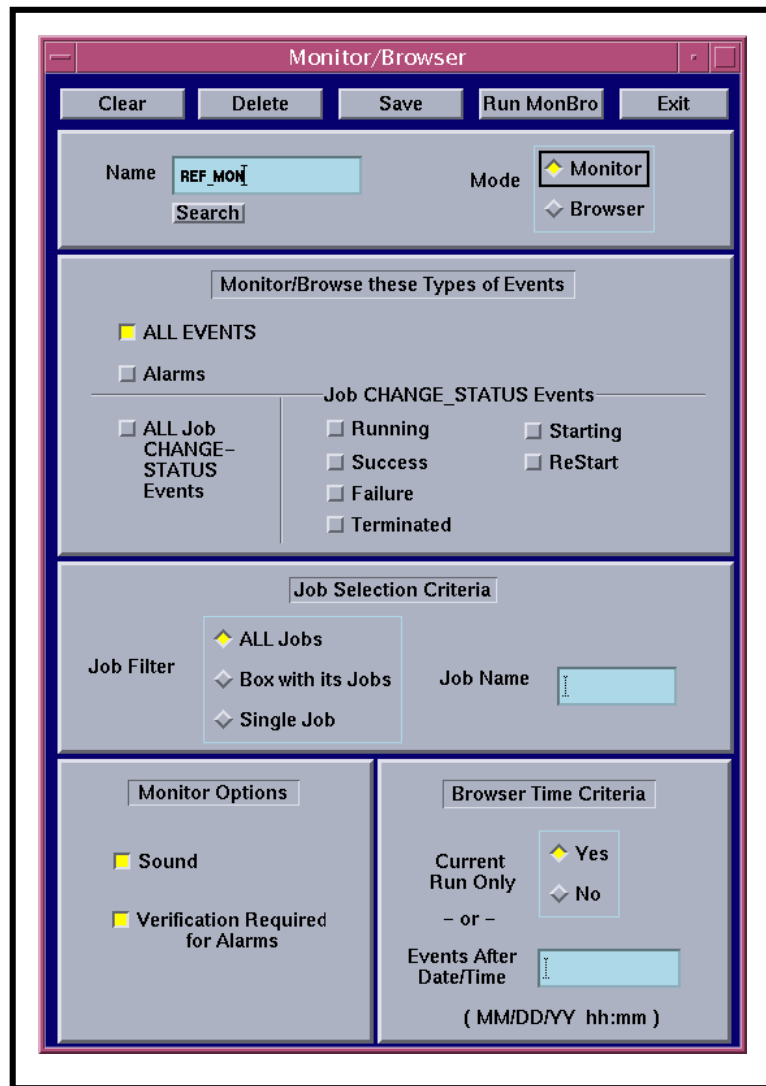 Monitor/Browser
Clear Delete Save Run MonBro Exit
Name REF_MON
Search
Mode Monitor
Browser
Monitor/Browse these Types of Events
ALL EVENTS
Alarms
Job CHANGE_STATUS Events
ALL Job
CHANGE–
STATUS
Events
Running Starting
Success ReStart
Failure
Terminated
Job Selection Criteria
Job Filter
ALL Jobs
Box with its Jobs
Single Job
Job Name
Monitor Options
Sound
Verification Required
for Alarms
Browser Time Criteria
Current
Run Only
Yes
No
– or –
Events After
Date/Time
( MM/DD/YY hh:mm )